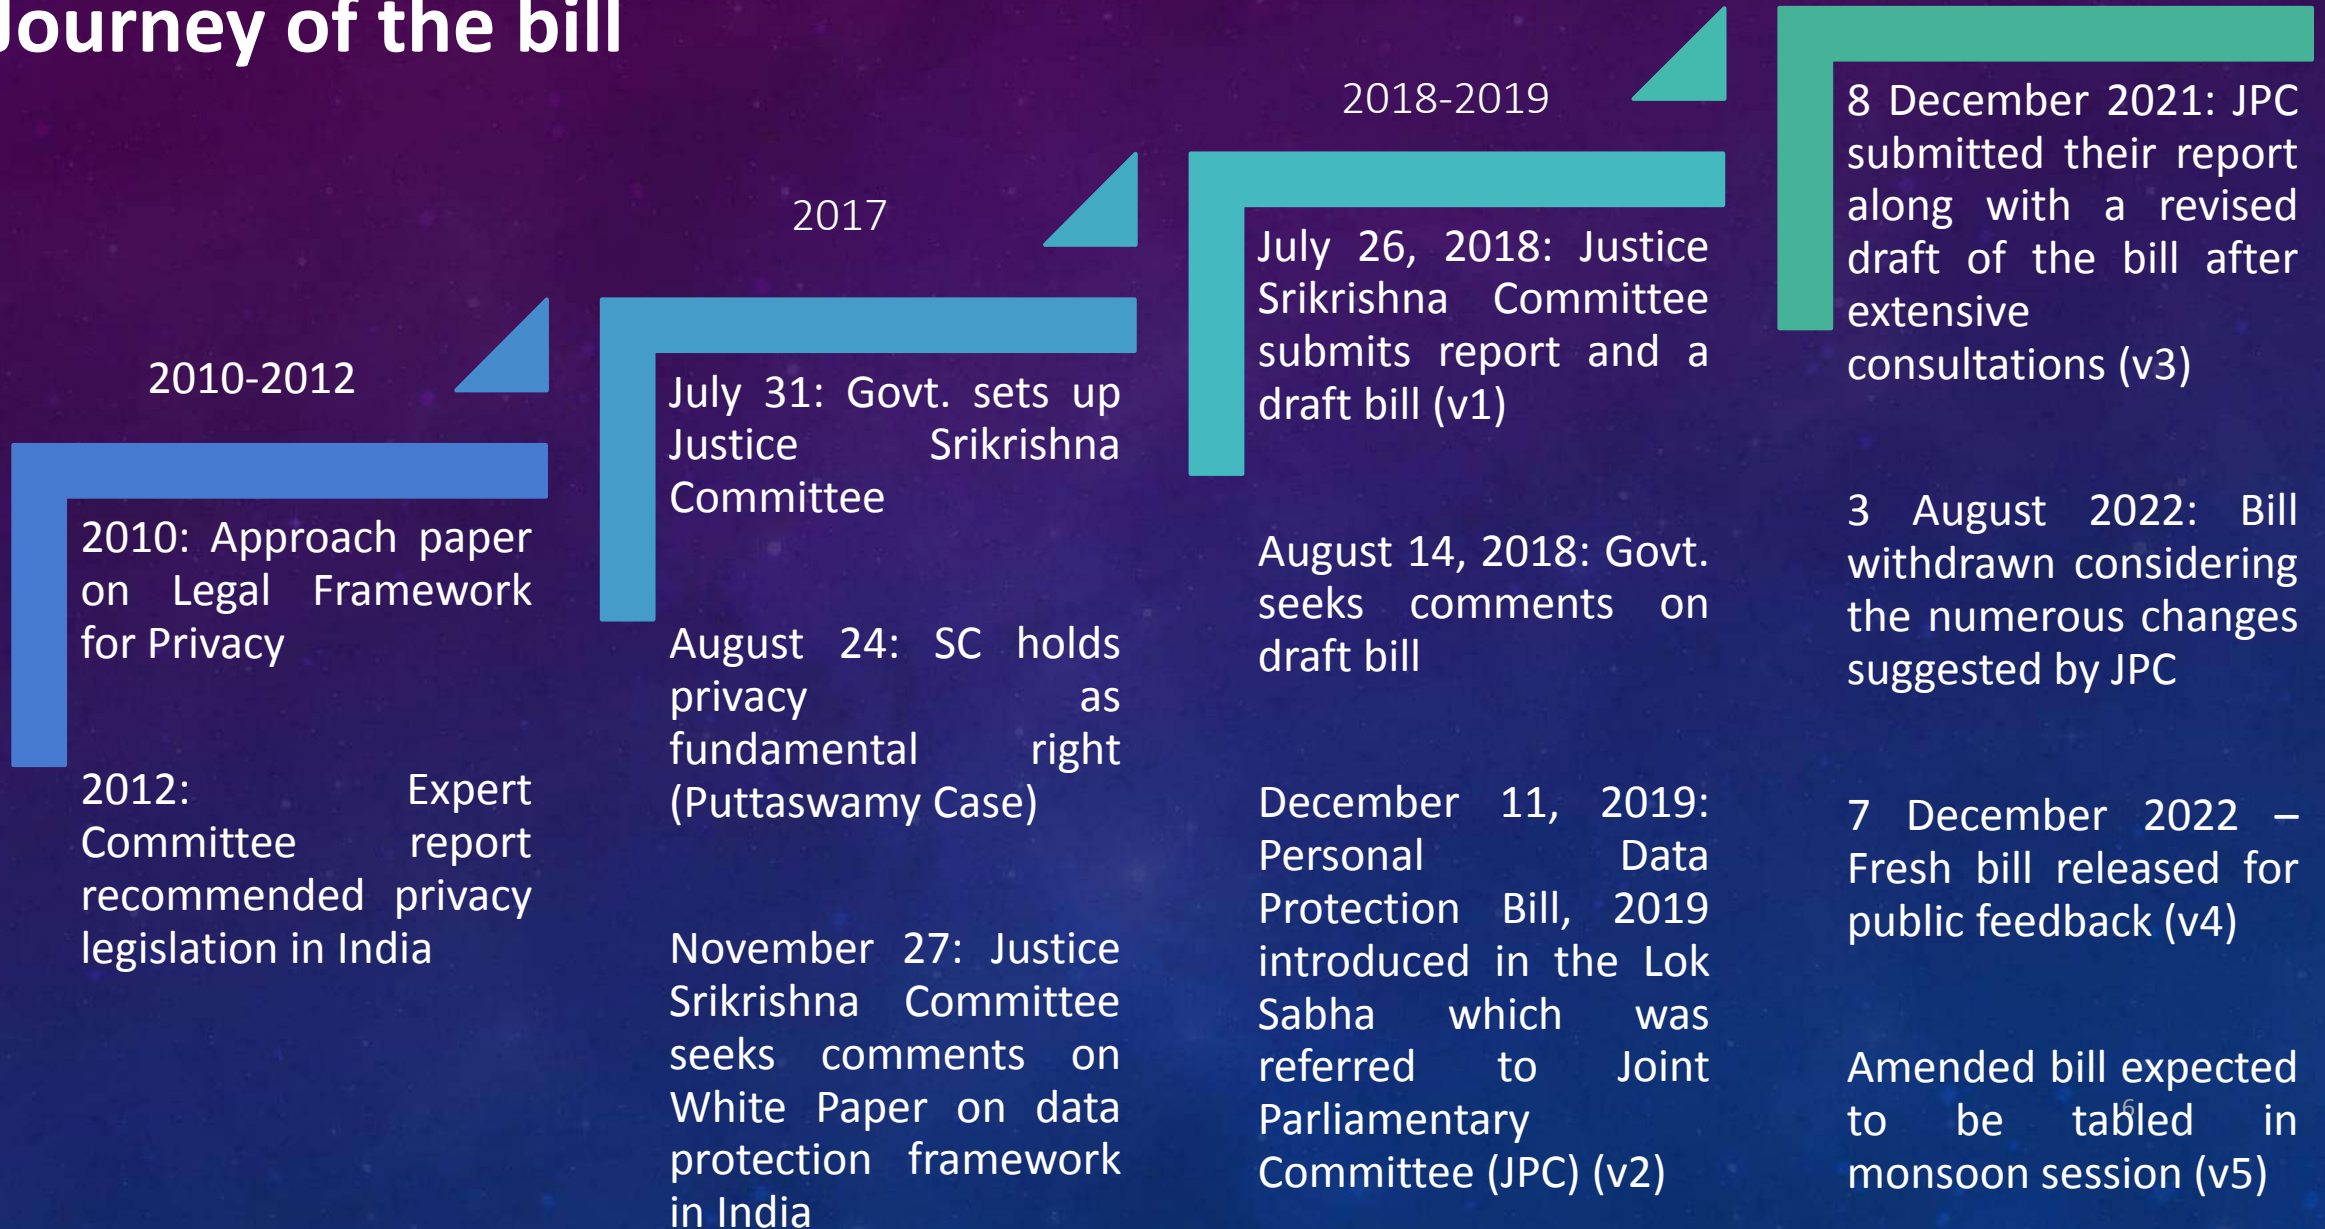 Journey of the bill
2010-2012
2010: Approach paper
on Legal Framework
for Privacy
2012: Expert
Committee report
recommended privacy
legislation in India
2017
July 31: Govt. sets up
Justice Srikrishna
Committee
August 24: SC holds
privacy as
fundamental right
(Puttaswamy Case)
November 27: Justice
Srikrishna Committee
seeks comments on
White Paper on data
protection framework
in India
2018-2019
July 26, 2018: Justice
Srikrishna Committee
submits report and a
draft bill (v1)
August 14, 2018: Govt.
seeks comments on
draft bill
December 11, 2019:
Personal Data
Protection Bill, 2019
introduced in the Lok
Sabha which was
referred to Joint
Parliamentary
Committee (JPC) (v2)
8 December 2021: JPC
submitted their report
along with a revised
draft of the bill after
extensive
consultations (v3)
3 August 2022: Bill
withdrawn considering
the numerous changes
suggested by JPC
7 December 2022 –
Fresh bill released for
public feedback (v4)
Amended bill expected
to be tabled in
monsoon session (v5)
6